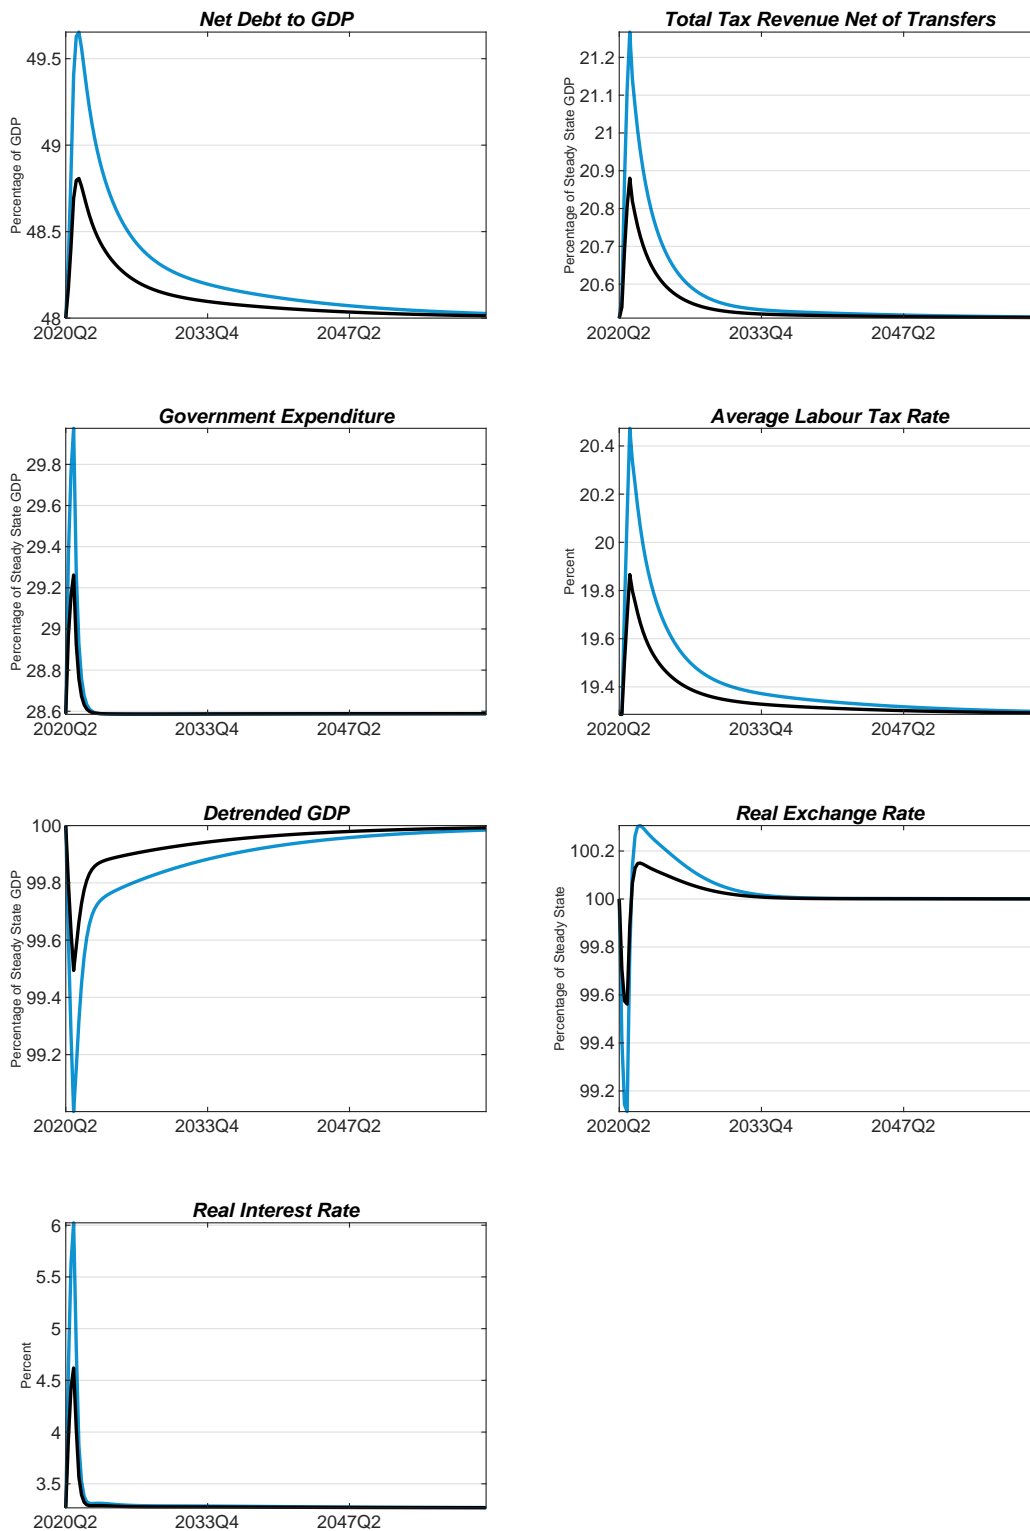 Net Debt to GDP
Percentage of GDP
49.5
49
48.5
48
2020Q2 2033Q4 2047Q2
Total Tax Revenue Net of Transfers
Percentage of Steady State GDP
21.2
21.1
21
20.9
20.8
20.7
20.6
2020Q2 2033Q4 2047Q2
Government Expenditure
Percentage of Steady State GDP
29.8
29.6
29.4
29.2
29
28.8
28.6
2020Q2 2033Q4 2047Q2
Average Labour Tax Rate
Percent
20.4
20.2
20
19.8
19.6
19.4
2020Q2 2033Q4 2047Q2
Detrended GDP
Percentage of Steady State GDP
100
99.8
99.6
99.4
99.2
2020Q2 2033Q4 2047Q2
Real Exchange Rate
Percentage of Steady State
100.2
100
99.8
99.6
99.4
99.2
2020Q2 2033Q4 2047Q2
Real Interest Rate
Percent
6
5.5
5
4.5
4
3.5
2020Q2 2033Q4 2047Q2